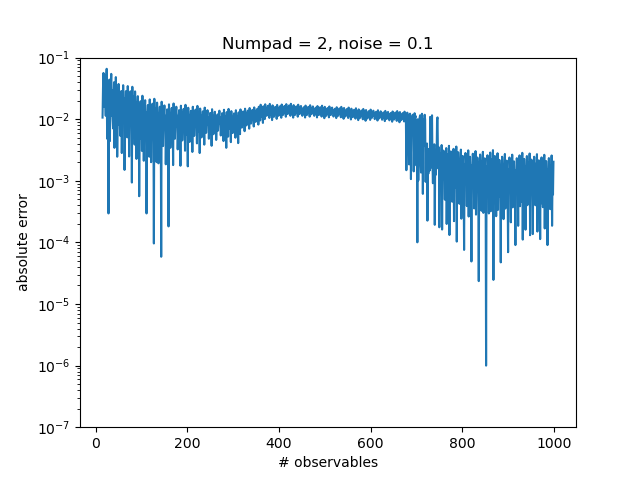 Numpad = 2, noise = 0.1
10⁻¹
10⁻²
10⁻³
10⁻⁴
10⁻⁵
10⁻⁶
10⁻⁷
absolute error
0 200 400 600 800 1000
# observables